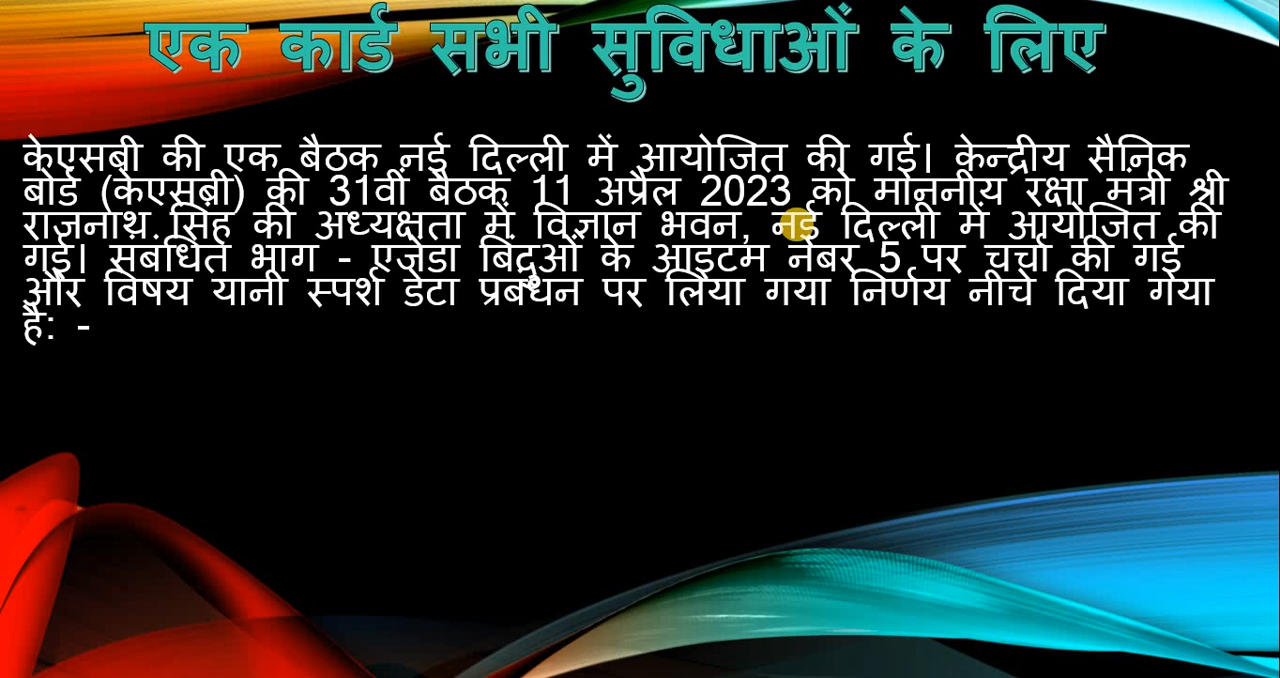 एक कार्ड सभी सुविधाओं के लिए
केएसबी की एक बैठक नई दिल्ली में आयोजित की गई। केन्द्रीय सैनिक
बोर्ड (केएसबी) की 31वीं बैठक 11 अप्रैल 2023 को माननीय रक्षा मंत्री श्री
राजनाथ सिंह की अध्यक्षता में विज्ञान भवन, नई दिल्ली में आयोजित की
गई। संबंधित भाग - एजेंडा बिंदुओं के आइटम नंबर 5 पर चर्चा की गई
और विषय यानी स्पर्श डेटा प्रबंधन पर लिया गया निर्णय नीचे दिया गया
है: -